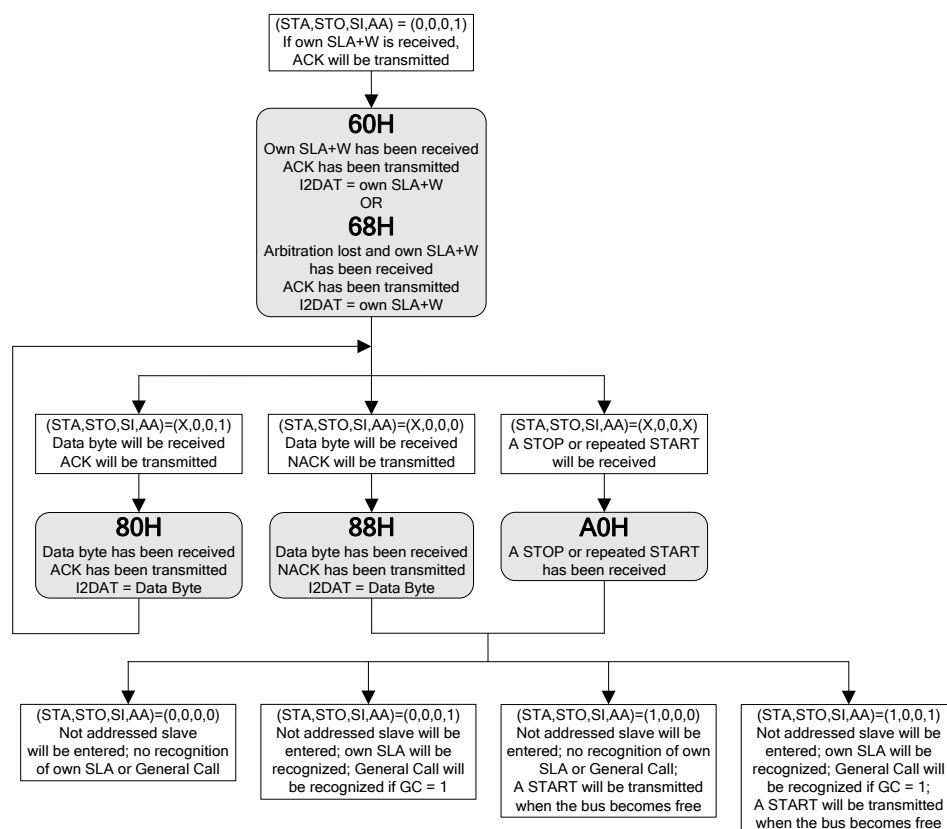 (STA,STO,SI,AA) = (0,0,0,1)
If own SLA+W is received,
ACK will be transmitted
60H
Own SLA+W has been received
ACK has been transmitted
I2DAT = own SLA+W
OR
68H
Arbitration lost and own SLA+W
has been received
ACK has been transmitted
I2DAT = own SLA+W
(STA,STO,SI,AA)=(X,0,0,1)
Data byte will be received
ACK will be transmitted
(STA,STO,SI,AA)=(X,0,0,0)
Data byte will be received
NACK will be transmitted
(STA,STO,SI,AA)=(X,0,0,X)
A STOP or repeated START
will be received
80H
Data byte has been received
ACK has been transmitted
I2DAT = Data Byte
88H
Data byte has been received
NACK has been transmitted
I2DAT = Data Byte
A0H
A STOP or repeated START
has been received
(STA,STO,SI,AA)=(0,0,0,0)
Not addressed slave
will be entered; no recognition
of own SLA or General Call
(STA,STO,SI,AA)=(0,0,0,1)
Not addressed slave will be
entered; own SLA will be
recognized; General Call will
be recognized if GC = 1
(STA,STO,SI,AA)=(1,0,0,0)
Not addressed slave will be
entered; no recognition of own
SLA or General Call;
A START will be transmitted
when the bus becomes free
(STA,STO,SI,AA)=(1,0,0,1)
Not addressed slave will be
entered; own SLA will be
recognized; General Call will
be recognized if GC = 1;
A START will be transmitted
when the bus becomes free